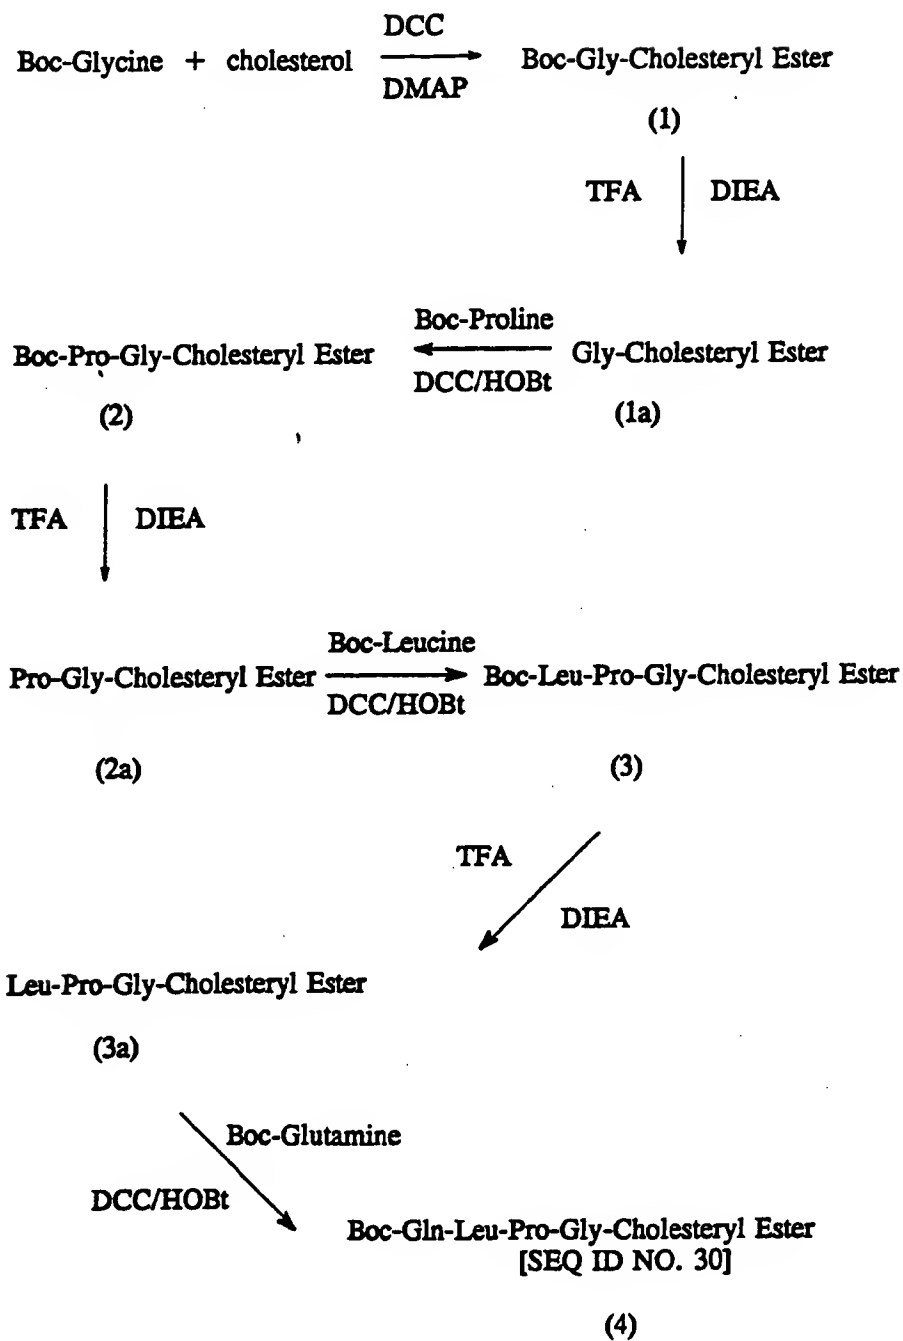 DCC
Boc-Glycine + cholesterol
Boc-Gly-Cholesteryl Ester
DMAP
(1)
TFA
DIEA
Boc-Proline
Boc-Pro-Gly-Cholesteryl Ester
Gly-Cholesteryl Ester
DCC/HOBt
(2)
(1a)
TFA
DIEA
Boc-Leucine
Pro-Gly-Cholesteryl Ester
Boc-Leu-Pro-Gly-Cholesteryl Ester
DCC/HOBt
(2a)
(3)
TFA
DIEA
Leu-Pro-Gly-Cholesteryl Ester
(3a)
Boc-Glutamine
DCC/HOBt
Boc-Gln-Leu-Pro-Gly-Cholesteryl Ester
[SEQ ID NO. 30]
(4)